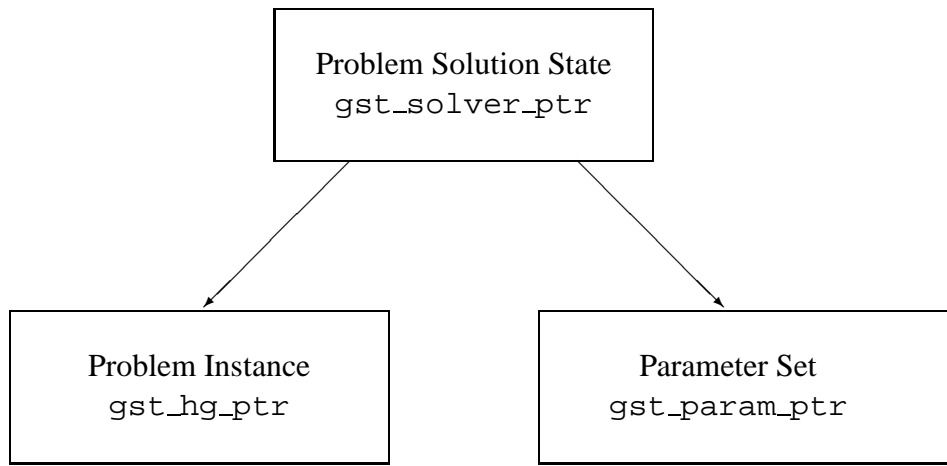 Problem Solution State
gst_solver_ptr
Problem Instance
gst_hg_ptr
Parameter Set
gst_param_ptr